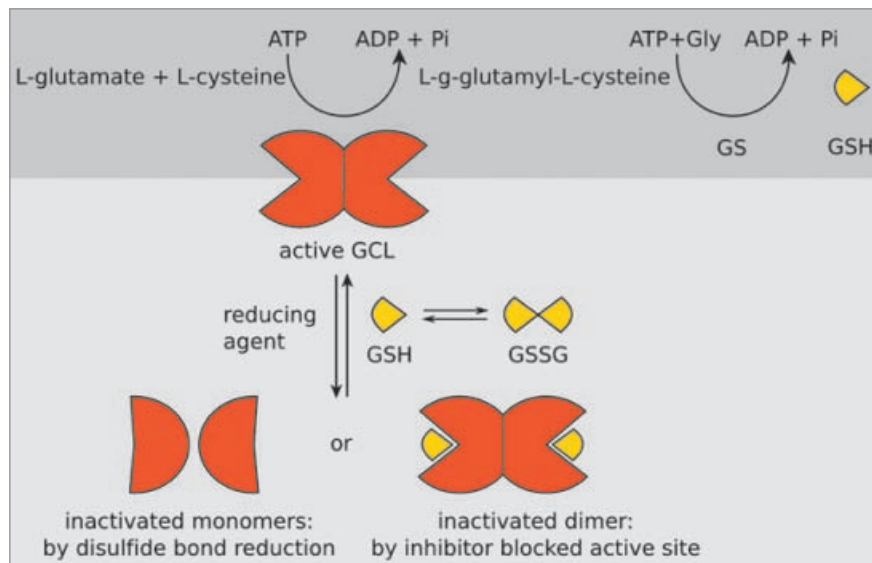 ATP ADP + Pi ATP+Gly ADP + Pi
L-glutamate + L-cysteine L-g-glutamyl-L-cysteine
GS GSH
active GCL
reducing
agent
GSH GSSG
or
inactivated monomers:
by disulfide bond reduction
inactivated dimer:
by inhibitor blocked active site